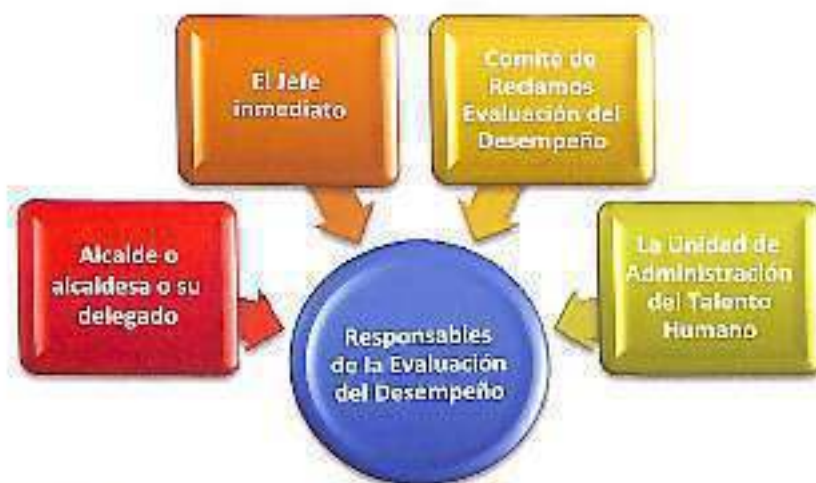 El Jefe
inmediato
Comité de
Reclamos
Evaluación del
Desempeño
Alcalde o
alcaldesa o su
delegado
La Unidad de
Administración
del Talento
Humano
Responsables
de la Evaluación
del Desempeño